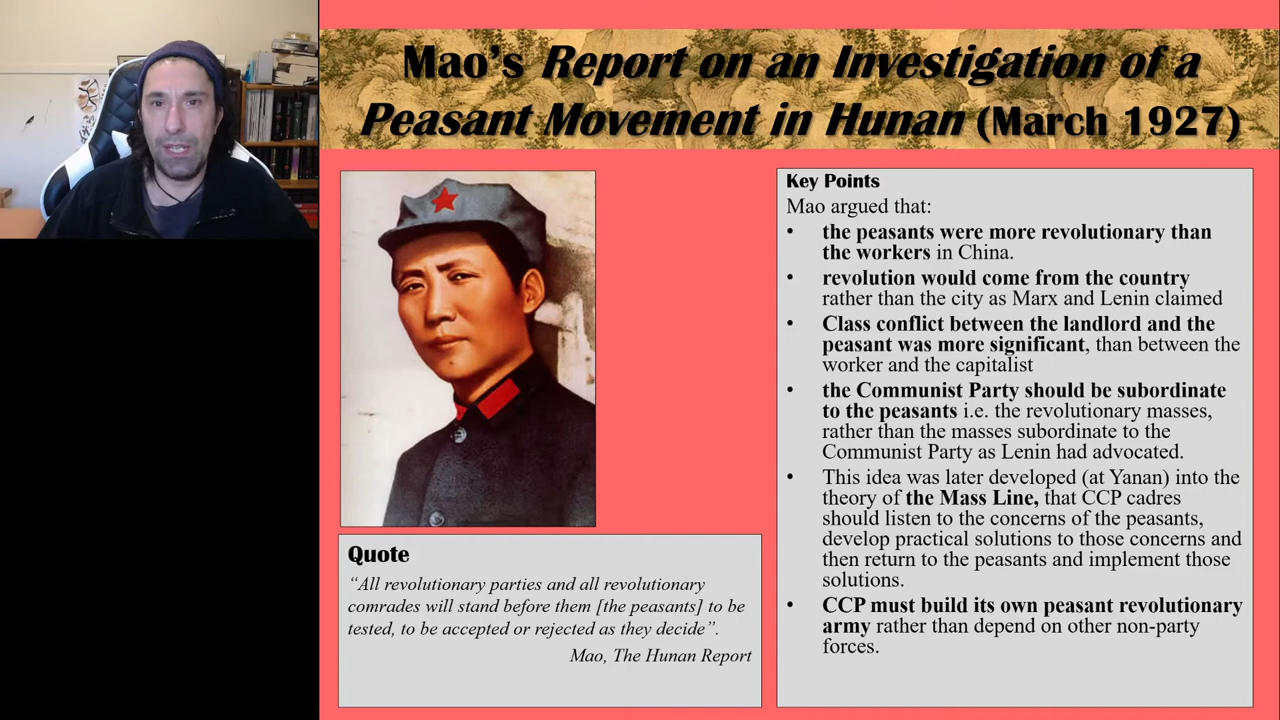 Mao's Report on an Investigation of a
Peasant Movement in Hunan (March 1927)
Quote
“All revolutionary parties and all revolutionary
comrades will stand before them [the peasants] to be
tested, to be accepted or rejected as they decide”.
Mao, The Hunan Report
Key Points
Mao argued that:
• the peasants were more revolutionary than
the workers in China.
• revolution would come from the country
rather than the city as Marx and Lenin claimed
• Class conflict between the landlord and the
peasant was more significant, than between the
worker and the capitalist
• the Communist Party should be subordinate
to the peasants i.e. the revolutionary masses,
rather than the masses subordinate to the
Communist Party as Lenin had advocated.
• This idea was later developed (at Yanan) into the
theory of the Mass Line, that CCP cadres
should listen to the concerns of the peasants,
develop practical solutions to those concerns and
then return to the peasants and implement those
solutions.
• CCP must build its own peasant revolutionary
army rather than depend on other non-party
forces.